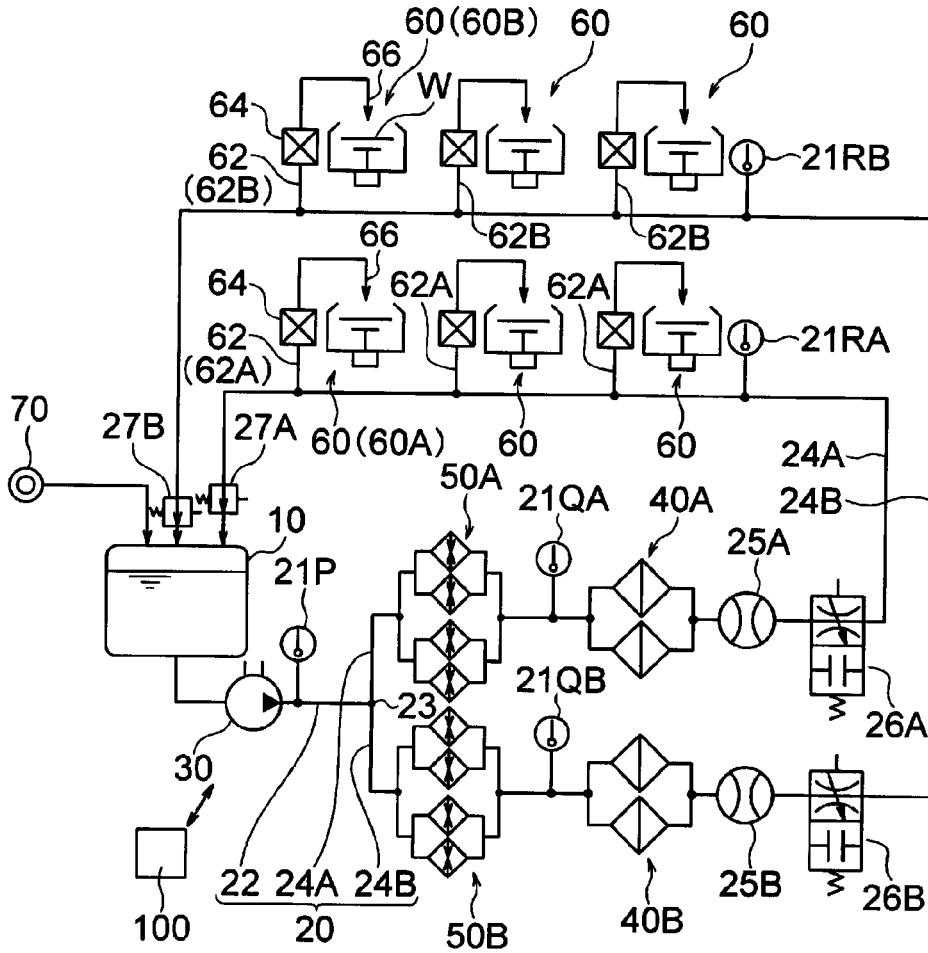 60(60B)
60
60
66
W
64
62
(62B)
21RB
62B
62B
66
62A
62A
64
62
(62A)
21RA
70
27B
27A
60(60A)
60
60
24A
24B
50A
21QA
40A
25A
10
21P
21QB
23
26A
30
22 24A 24B
20
100
50B
40B
25B
26B